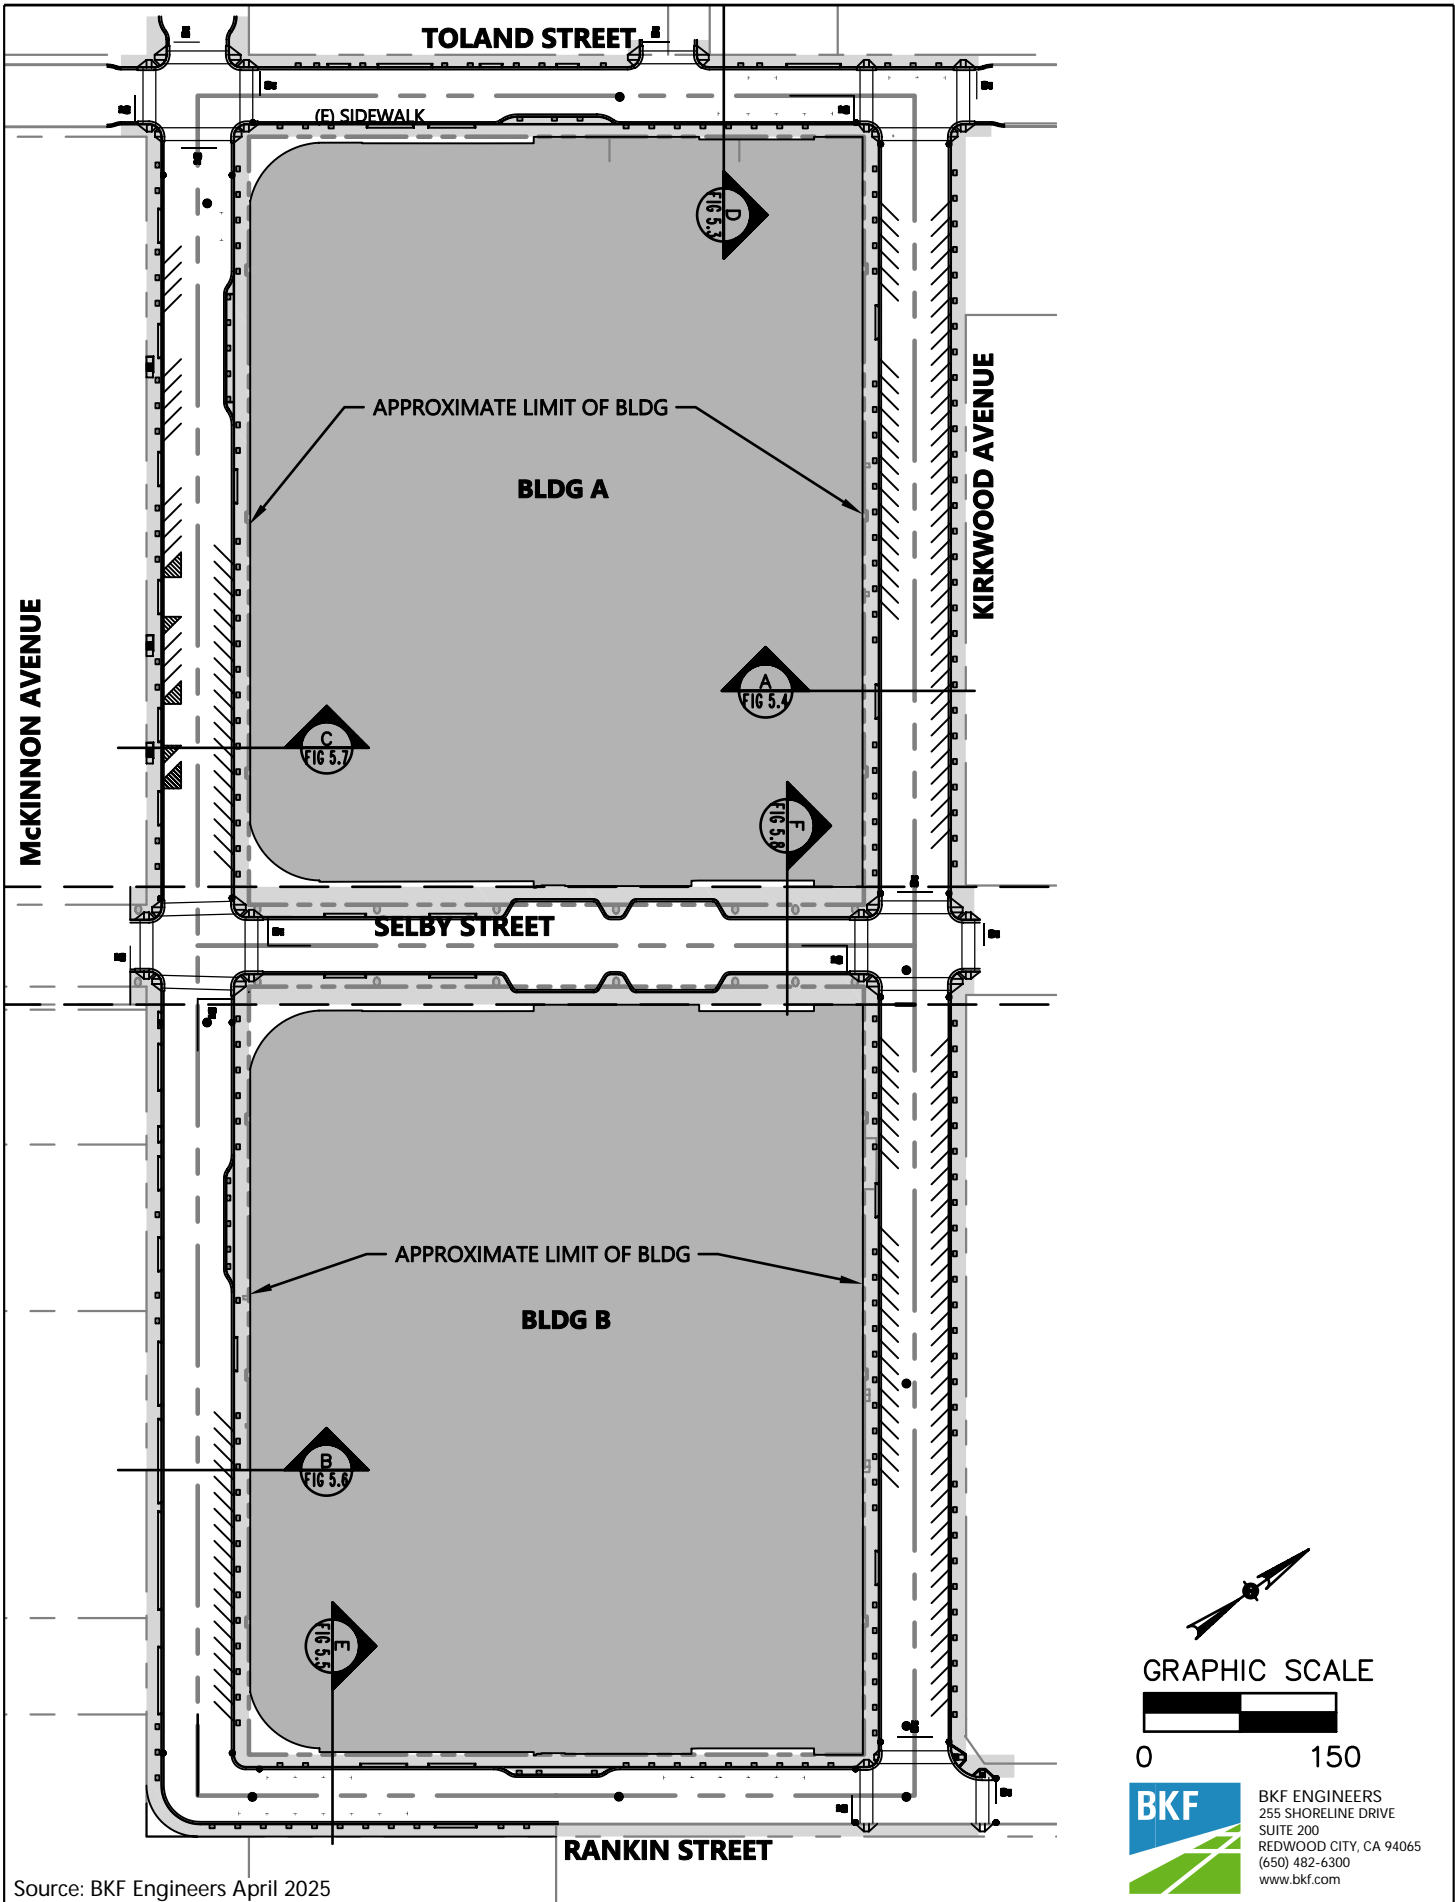 TOLAND STREET
(E) SIDEWALK
D
FIG 5.3
APPROXIMATE LIMIT OF BLDG
BLDG A
KIRKWOOD AVENUE
McKINNON AVENUE
A
FIG 5.4
C
FIG 5.7
F
FIG 5.8
SELBY STREET
APPROXIMATE LIMIT OF BLDG
BLDG B
B
FIG 5.6
E
FIG 5.5
GRAPHIC SCALE
0 150
RANKIN STREET
BKF
BKF ENGINEERS
255 SHORELINE DRIVE
SUITE 200
REDWOOD CITY, CA 94065
(650) 482-6300
www.bkf.com
Source: BKF Engineers April 2025